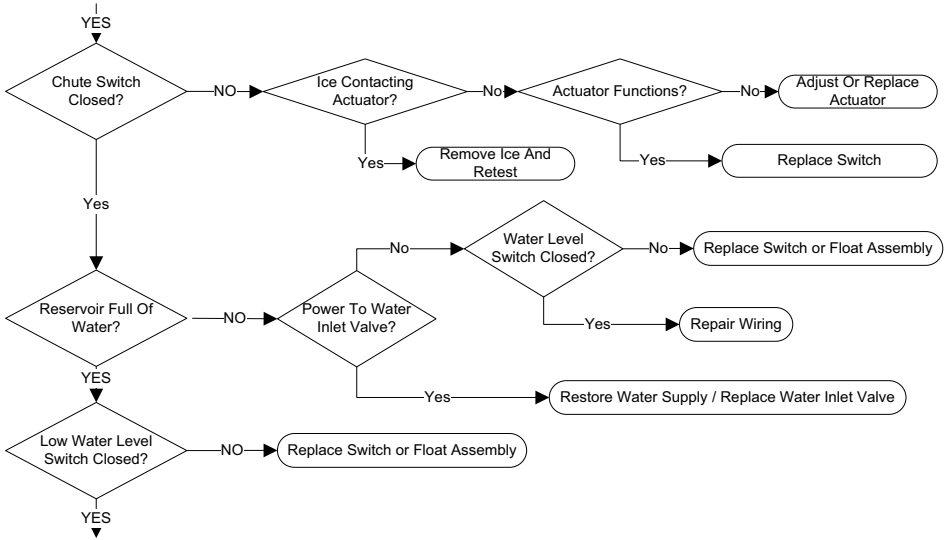 YES
Chute Switch
Closed?
NO
Ice Contacting
Actuator?
No
Actuator Functions?
No
Adjust Or Replace
Actuator
Yes
Remove Ice And
Retest
Yes
Replace Switch
Yes
Reservoir Full Of
Water?
NO
Power To Water
Inlet Valve?
No
Water Level
Switch Closed?
No
Replace Switch or Float Assembly
Yes
Repair Wiring
Yes
Restore Water Supply / Replace Water Inlet Valve
YES
Low Water Level
Switch Closed?
NO
Replace Switch or Float Assembly
YES